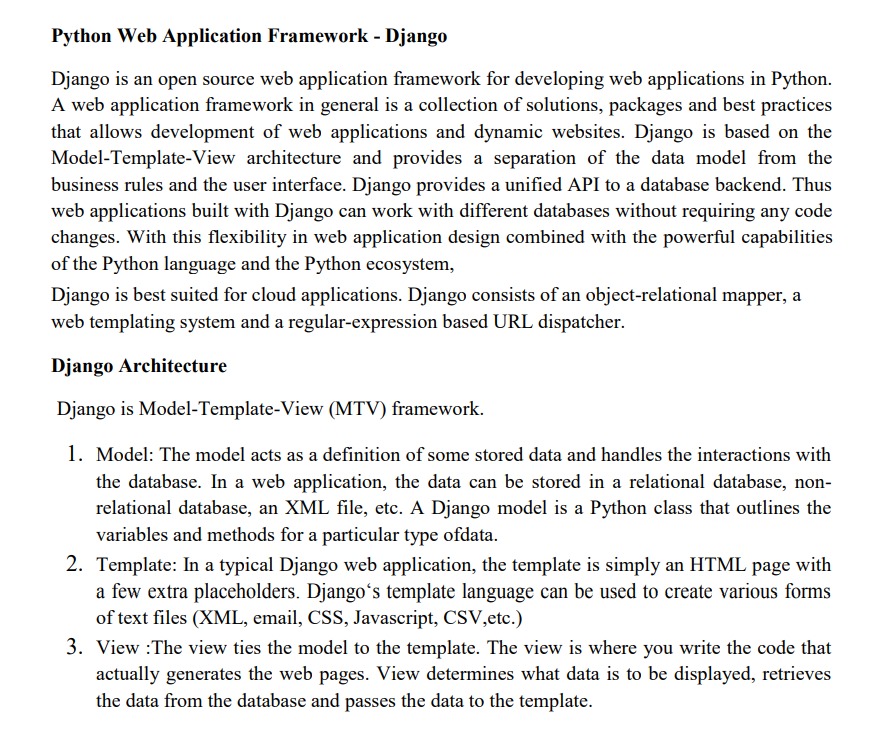 Python Web Application Framework - Django
Django is an open source web application framework for developing web applications in Python.
A web application framework in general is a collection of solutions, packages and best practices
that allows development of web applications and dynamic websites. Django is based on the
Model-Template-View architecture and provides a separation of the data model from the
business rules and the user interface. Django provides a unified API to a database backend. Thus
web applications built with Django can work with different databases without requiring any code
changes. With this flexibility in web application design combined with the powerful capabilities
of the Python language and the Python ecosystem,
Django is best suited for cloud applications. Django consists of an object-relational mapper, a
web templating system and a regular-expression based URL dispatcher.
Django Architecture
Django is Model-Template-View (MTV) framework.
1. Model: The model acts as a definition of some stored data and handles the interactions with
the database. In a web application, the data can be stored in a relational database, non-
relational database, an XML file, etc. A Django model is a Python class that outlines the
variables and methods for a particular type ofdata.
2. Template: In a typical Django web application, the template is simply an HTML page with
a few extra placeholders. Django‘s template language can be used to create various forms
of text files (XML, email, CSS, Javascript, CSV,etc.)
3. View :The view ties the model to the template. The view is where you write the code that
actually generates the web pages. View determines what data is to be displayed, retrieves
the data from the database and passes the data to the template.